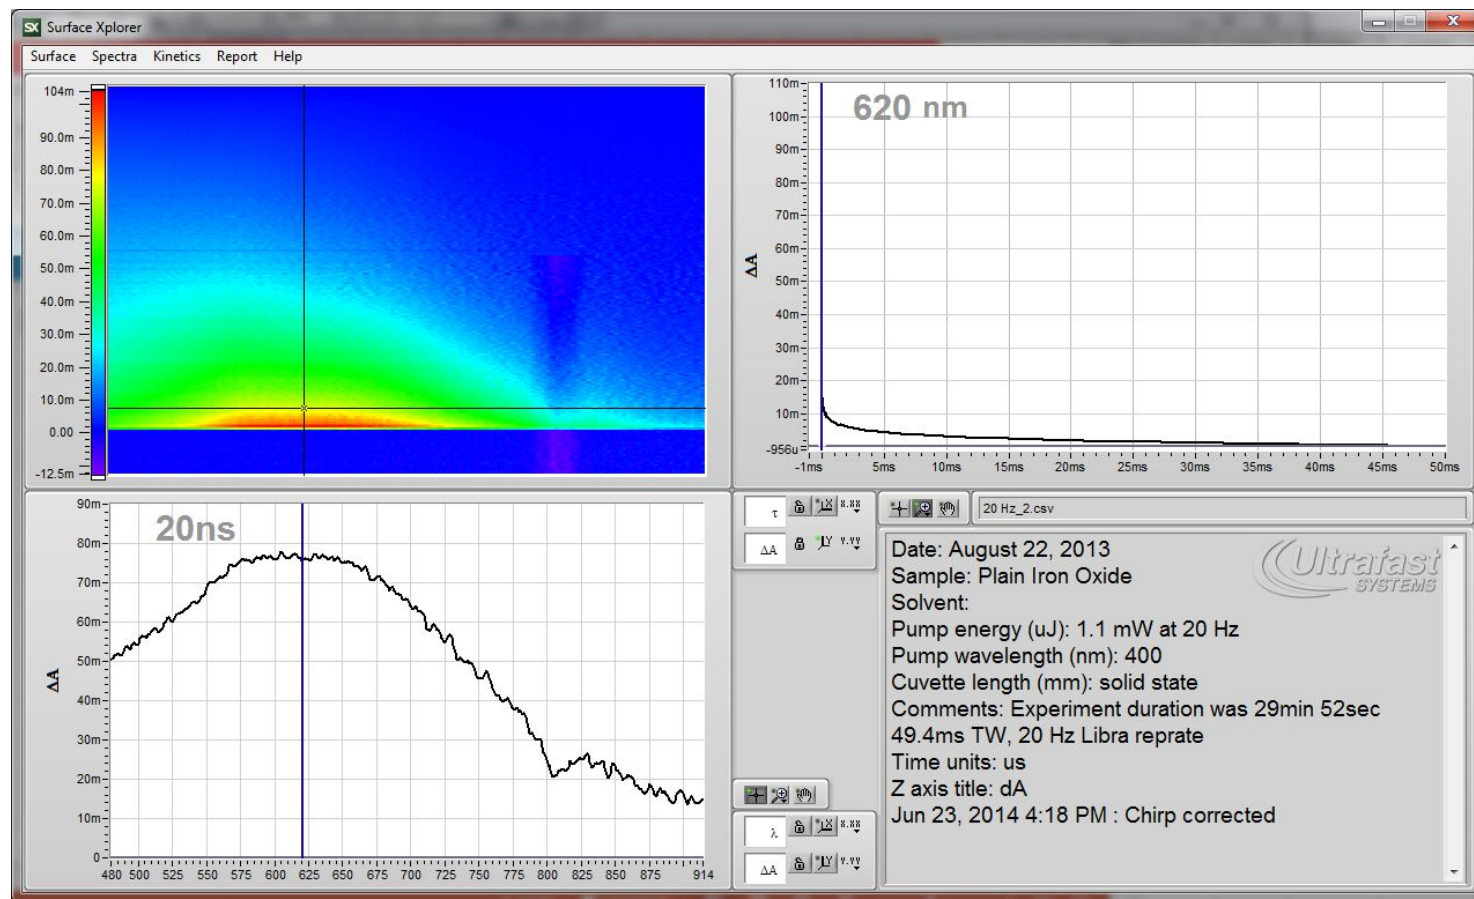 SX Surface Xplorer
Surface Spectra Kinetics Report Help
104m
90.0m
80.0m
70.0m
60.0m
50.0m
40.0m
30.0m
20.0m
10.0m
0.00
-12.5m
620 nm
110m
100m
90m
80m
70m
60m
50m
40m
30m
20m
10m
-956u
ΔA
-1ms 5ms 10ms 15ms 20ms 25ms 30ms 35ms 40ms 45ms 50ms
20ns
90m
80m
70m
60m
50m
40m
30m
20m
10m
0
ΔA
480 500 525 550 575 600 625 650 675 700 725 750 775 800 825 850 875 914
τ X X.XX
ΔA Y Y.YY
λ X X.XX
ΔA Y Y.YY
20 Hz_2.csv
Ultrafast
SYSTEMS
Date: August 22, 2013
Sample: Plain Iron Oxide
Solvent:
Pump energy (uJ): 1.1 mW at 20 Hz
Pump wavelength (nm): 400
Cuvette length (mm): solid state
Comments: Experiment duration was 29min 52sec
49.4ms TW, 20 Hz Libra reprate
Time units: us
Z axis title: dA
Jun 23, 2014 4:18 PM : Chirp corrected